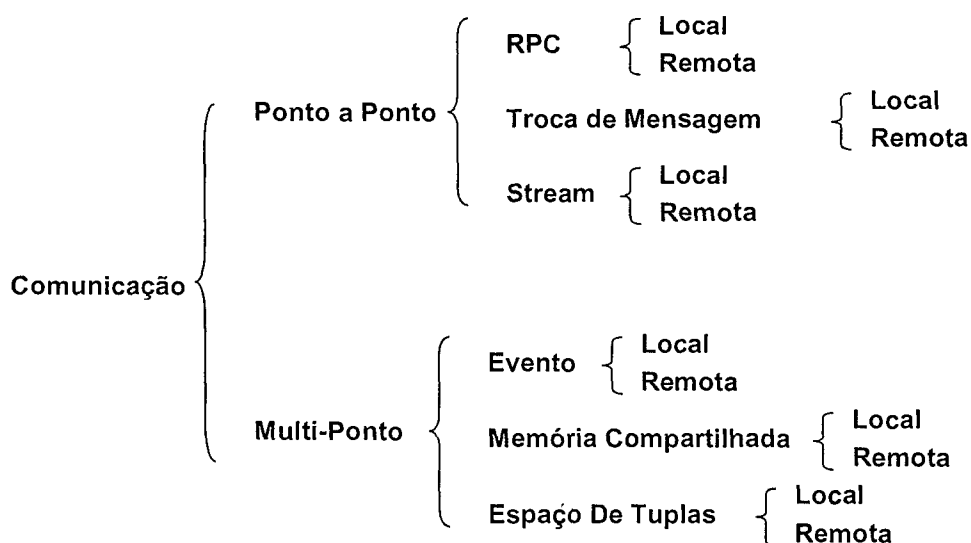 Comunicação
Ponto a Ponto
RPC
Local
Remota
Troca de Mensagem
Local
Remota
Stream
Local
Remota
Multi-Ponto
Evento
Local
Remota
Memória Compartilhada
Local
Remota
Espaço De Tuplas
Local
Remota